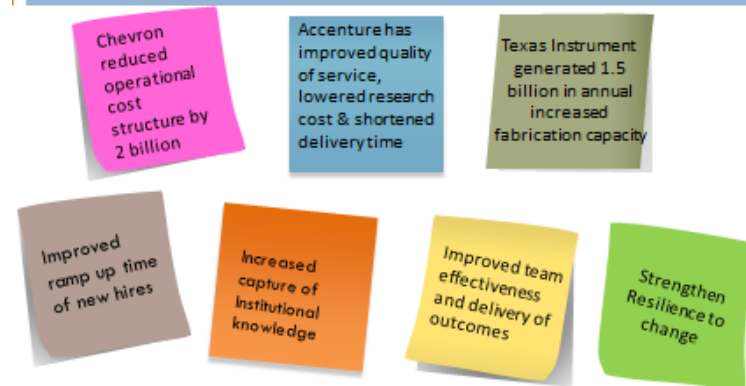 Chevron
reduced
operational
cost
structure by
2 billion
Accenture has
improved quality
of service,
lowered research
cost & shortened
delivery time
Texas Instrument
generated 1.5
billion in annual
increased
fabrication capacity
Improved
ramp up time
of new hires
Increased
capture of
Institutional
knowledge
Improved team
effectiveness
and delivery of
outcomes
Strengthen
Resilience to
change